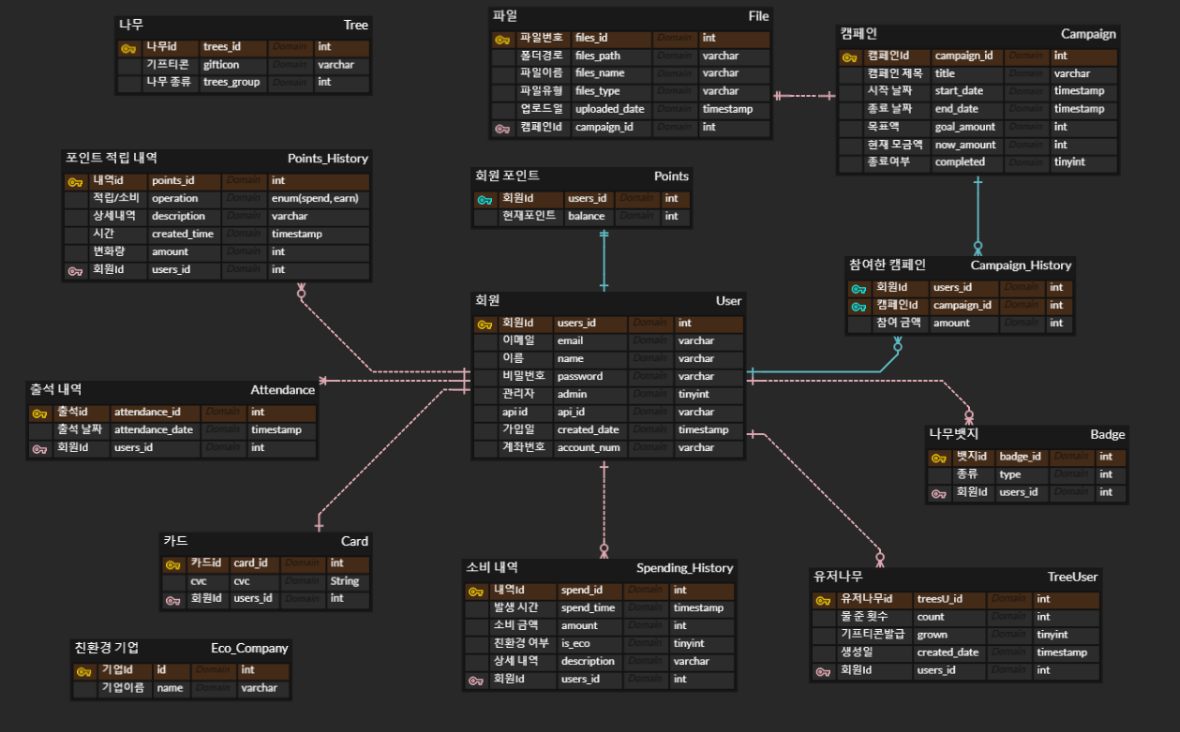 나무 Tree
나무id trees_id Domain int
기프티콘 gifticon Domain varchar
나무 종류 trees_group Domain int
파일 File
파일번호 files_id Domain int
폴더경로 files_path Domain varchar
파일이름 files_name Domain varchar
파일유형 files_type Domain varchar
업로드일 uploaded_date Domain timestamp
캠페인Id campaign_id Domain int
캠페인 Campaign
캠페인Id campaign_id Domain int
캠페인 제목 title Domain varchar
시작 날짜 start_date Domain timestamp
종료 날짜 end_date Domain timestamp
목표액 goal_amount Domain int
현재 모금액 now_amount Domain int
종료여부 completed Domain tinyint
포인트 적립 내역 Points_History
내역id points_id Domain int
적립/소비 operation Domain enum(spend,earn)
상세내역 description Domain varchar
시간 created_time Domain timestamp
변화량 amount Domain int
회원Id users_id Domain int
회원 포인트 Points
회원Id users_id Domain int
현재포인트 balance Domain int
참여한 캠페인 Campaign_History
회원Id users_id Domain int
캠페인Id campaign_id Domain int
참여 금액 amount Domain int
회원 User
회원Id users_id Domain int
이메일 email Domain varchar
이름 name Domain varchar
비밀번호 password Domain varchar
관리자 admin Domain tinyint
api id api_id Domain varchar
가입일 created_date Domain timestamp
계좌번호 account_num Domain varchar
출석 내역 Attendance
출석id attendance_id Domain int
출석 날짜 attendance_date Domain timestamp
회원Id users_id Domain int
나무뱃지 Badge
뱃지id badge_id Domain int
종류 type Domain int
회원Id users_id Domain int
카드 Card
카드id card_id Domain int
cvc cvc Domain String
회원Id users_id Domain int
소비 내역 Spending_History
내역Id spend_id Domain int
발생 시간 spend_time Domain timestamp
소비 금액 amount Domain int
친환경 여부 is_eco Domain tinyint
상세 내역 description Domain varchar
회원Id users_id Domain int
유저나무 TreeUser
유저나무id treesU_id Domain int
물 준 횟수 count Domain int
기프티콘발급 grown Domain tinyint
생성일 created_date Domain timestamp
회원Id users_id Domain int
친환경 기업 Eco_Company
기업Id id Domain int
기업이름 name Domain varchar